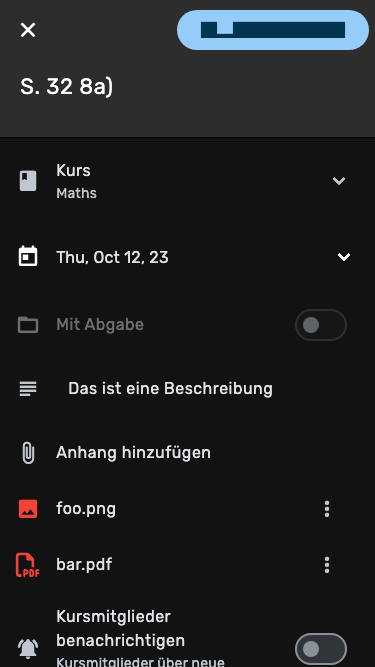 S. 32 8a)
Kurs
Maths
Thu, Oct 12, 23
Mit Abgabe
Das ist eine Beschreibung
Anhang hinzufügen
foo.png
PDF
bar.pdf
Kursmitglieder
benachrichtigen
Kursmitglieder über neue